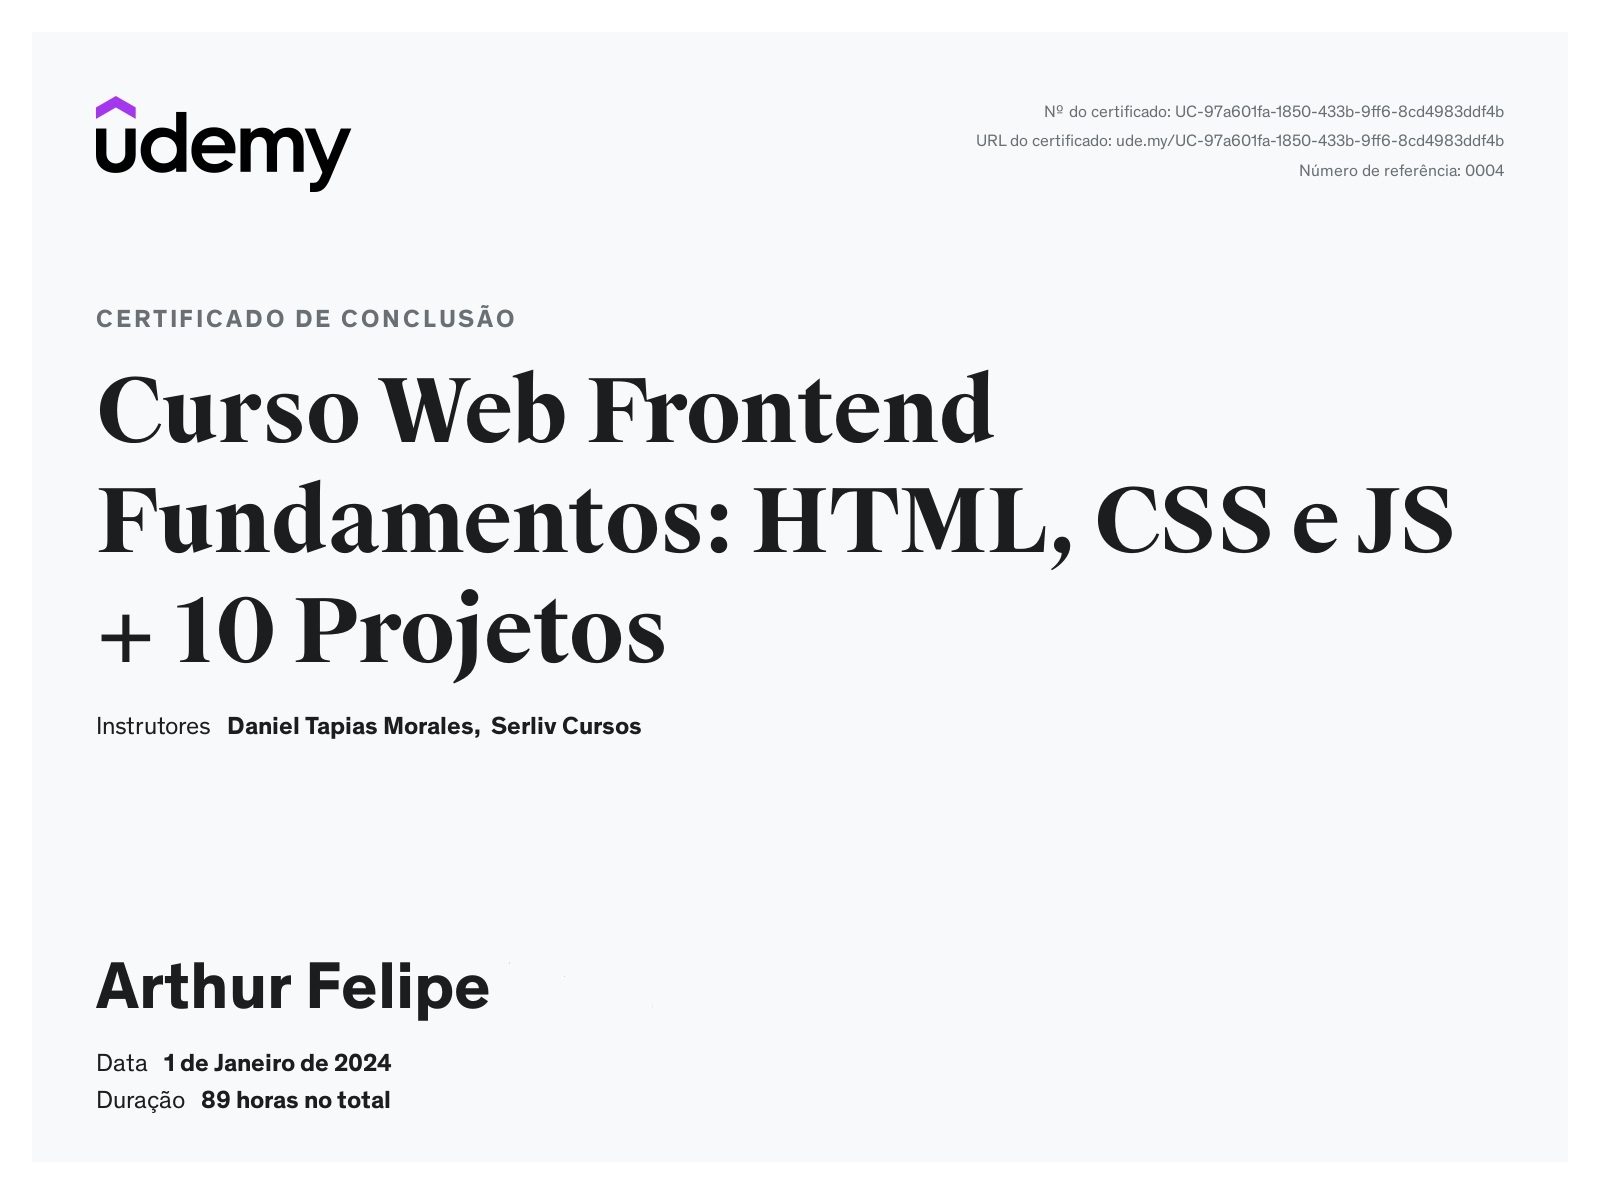 udemy
Nº do certificado: UC-97a601fa-1850-433b-9ff6-8cd4983ddf4b
URL do certificado: ude.my/UC-97a601fa-1850-433b-9ff6-8cd4983ddf4b
Número de referência: 0004
CERTIFICADO DE CONCLUSÃO
Curso Web Frontend
Fundamentos: HTML, CSS e JS
+ 10 Projetos
Instrutores Daniel Tapias Morales, Serliv Cursos
Arthur Felipe
Data 1 de Janeiro de 2024
Duração 89 horas no total